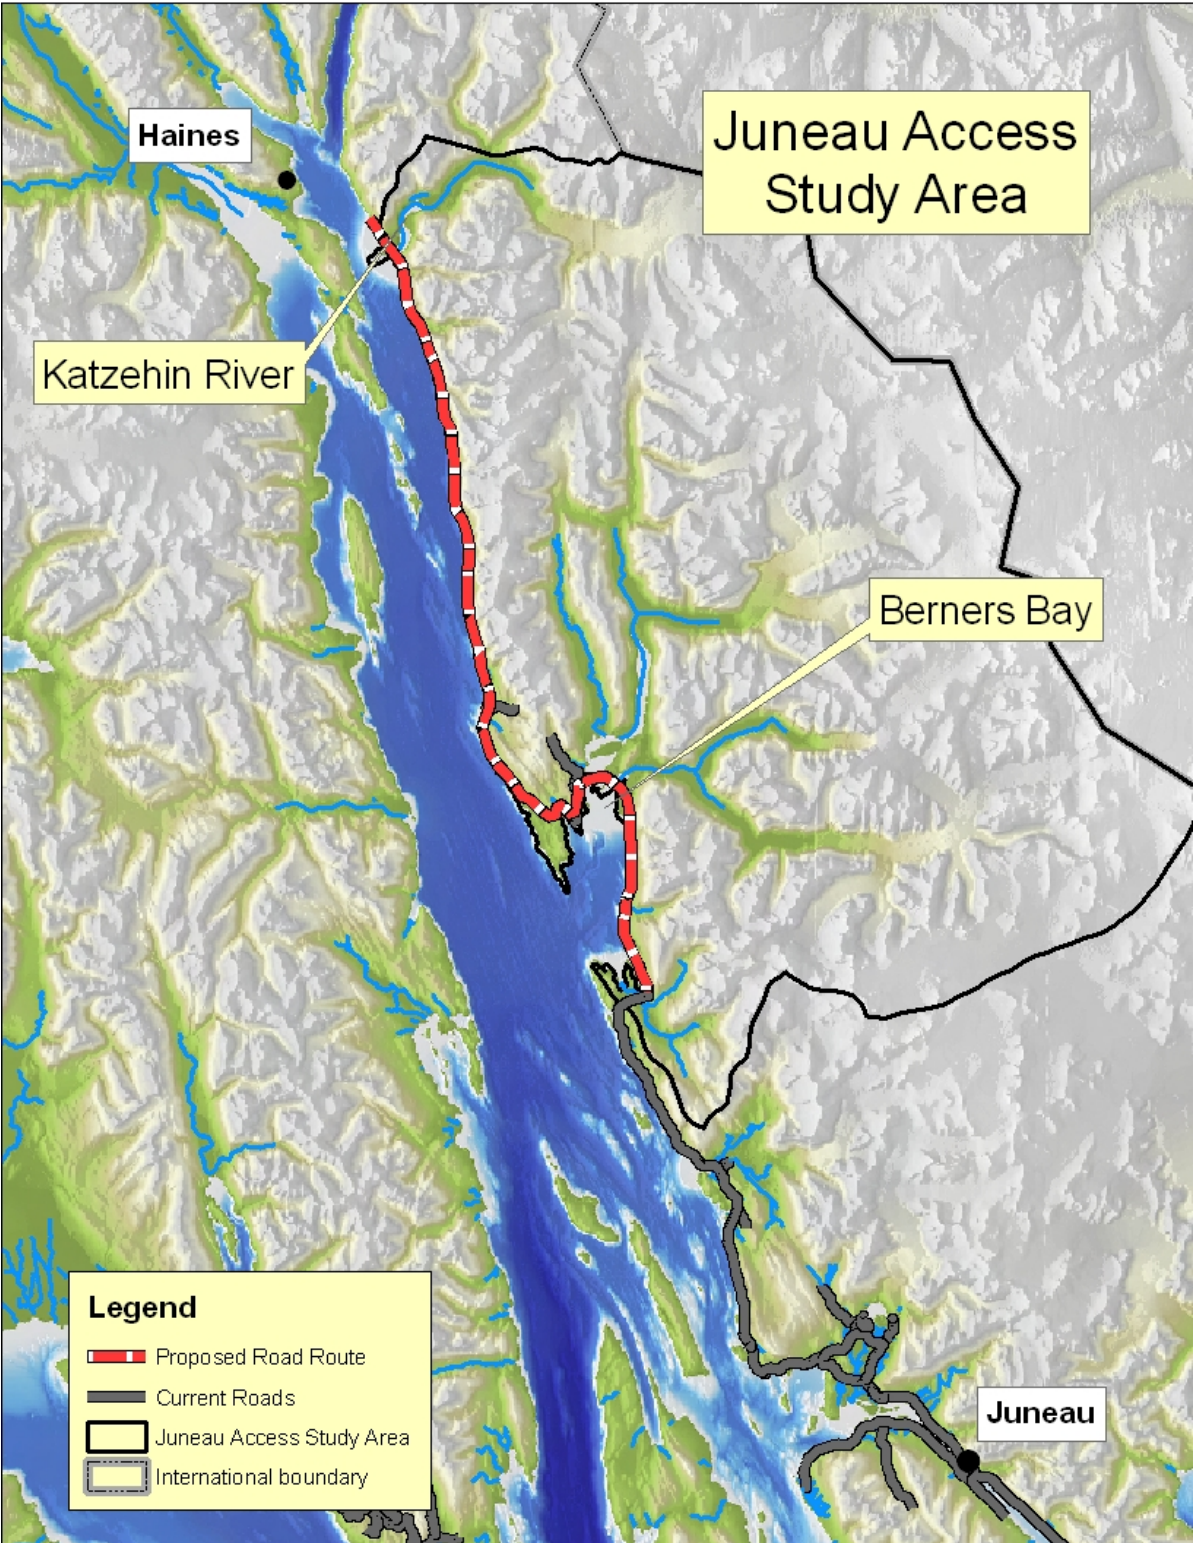 Haines
Juneau Access
Study Area
Katzehin River
Berners Bay
Legend
Proposed Road Route
Current Roads
Juneau Access Study Area
International boundary
Juneau